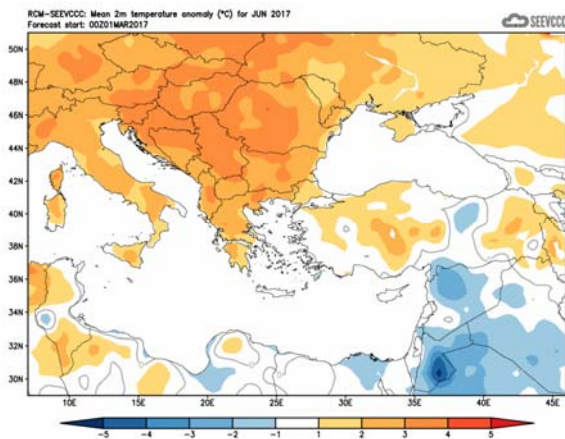 RCM-SEEVCCC: Mean 2m temperature anomaly (°C) for JUN 2017
Forecast start: 00Z01MAR2017
SEEVCCC
50N
48N
46N
44N
42N
40N
38N
36N
34N
32N
30N
10E 15E 20E 25E 30E 35E 40E 45E
-5 -4 -3 -2 -1 1 2 3 4 5